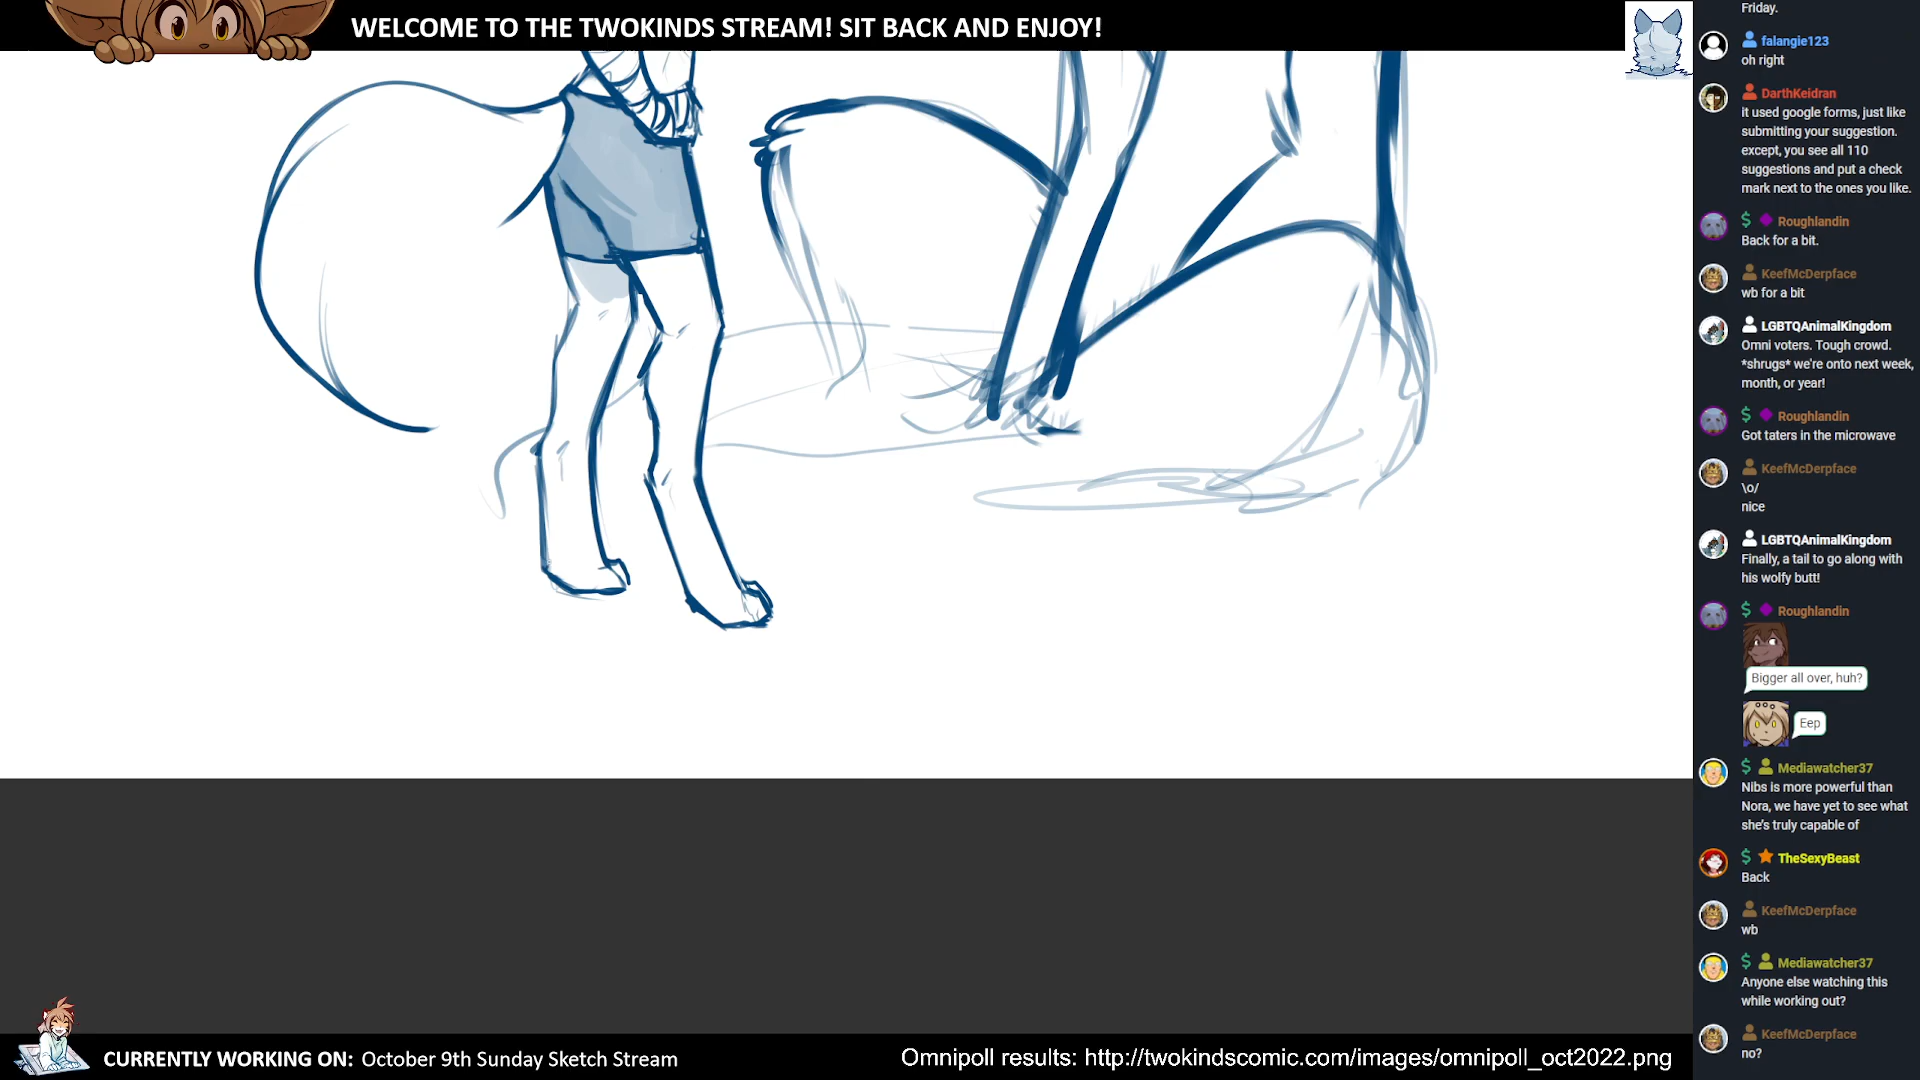 WELCOME TO THE TWOKINDS STREAM! SIT BACK AND ENJOY!
Friday.
falangie123
oh right
DarthKeidran
it used google forms, just like
submitting your suggestion.
except, you see all 110
suggestions and put a check
mark next to the ones you like.
$ Roughlandin
Back for a bit.
KeefMcDerpface
wb for a bit
LGBTQAnimalKingdom
Omni voters. Tough crowd.
*shrugs* we're onto next week,
month, or year!
$ Roughlandin
Got taters in the microwave
KeefMcDerpface
\o/
nice
LGBTQAnimalKingdom
Finally, a tail to go along with
his wolfy butt!
$ Roughlandin
Bigger all over, huh?
Eep
$ Mediawatcher37
Nibs is more powerful than
Nora, we have yet to see what
she's truly capable of
$ TheSexyBeast
Back
KeefMcDerpface
wb
$ Mediawatcher37
Anyone else watching this
while working out?
KeefMcDerpface
no?
CURRENTLY WORKING ON: October 9th Sunday Sketch Stream
Omnipoll results: http://twokindscomic.com/images/omnipoll_oct2022.png